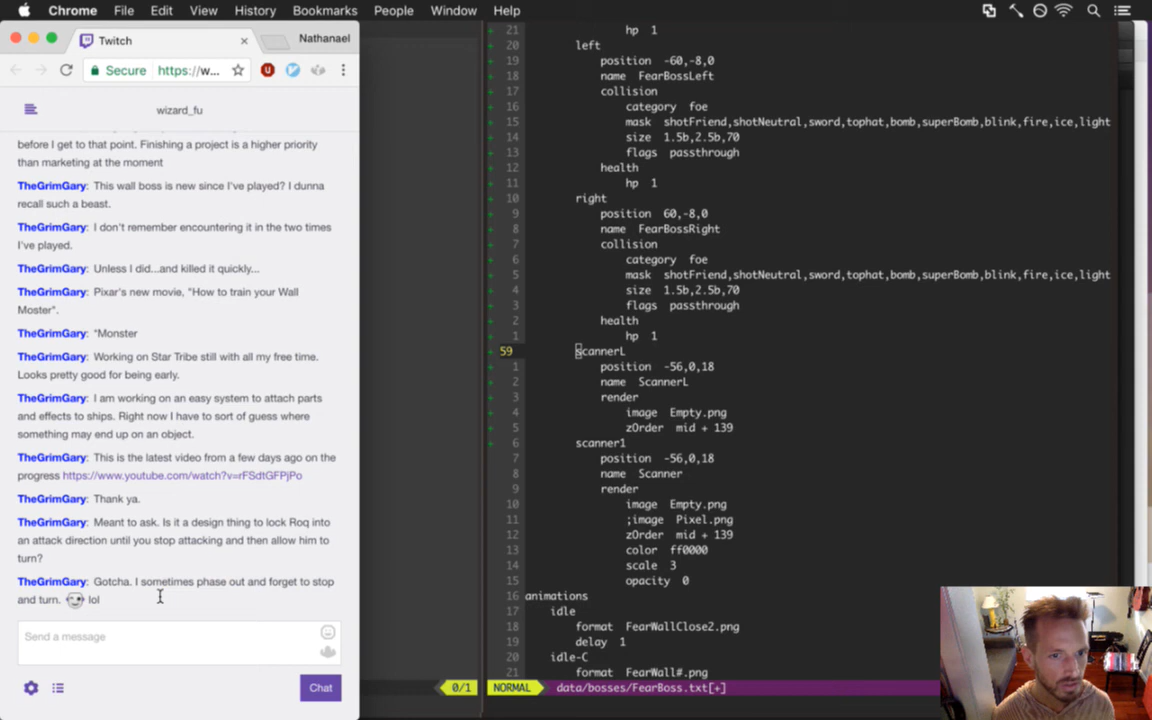 Chrome File Edit View History Bookmarks People Window Help
Twitch
Nathanael
Secure https://w...
wizard_fu
before I get to that point. Finishing a project is a higher priority
than marketing at the moment
TheGrimGary: This wall boss is new since I've played? I dunna
recall such a beast.
TheGrimGary: I don't remember encountering it in the two times
I've played.
TheGrimGary: Unless I did...and killed it quickly...
TheGrimGary: Pixar's new movie, "How to train your Wall
Moster".
TheGrimGary: "Monster
TheGrimGary: Working on Star Tribe still with all my free time.
Looks pretty good for being early.
TheGrimGary: I am working on an easy system to attach parts
and effects to ships. Right now I have to sort of guess where
something may end up on an object.
TheGrimGary: This is the latest video from a few days ago on the
progress https://www.youtube.com/watch?v=rFSdtGFPjPo
TheGrimGary: Thank ya.
TheGrimGary: Meant to ask. Is it a design thing to lock Roq into
an attack direction until you stop attacking and then allow him to
turn?
TheGrimGary: Gotcha. I sometimes phase out and forget to stop
and turn. lol
Send a message
Chat
0/1
+ 21 hp 1
+ 20 left
+ 19 position -60,-8,0
+ 18 name FearBossLeft
+ 17 collision
+ 16 category foe
+ 15 mask shotFriend,shotNeutral,sword,tophat,bomb,superBomb,blink,fire,ice,light
+ 14 size 1.5b,2.5b,70
+ 13 flags passthrough
+ 12 health
+ 11 hp 1
+ 10 right
+ 9 position 60,-8,0
+ 8 name FearBossRight
+ 7 collision
+ 6 category foe
+ 5 mask shotFriend,shotNeutral,sword,tophat,bomb,superBomb,blink,fire,ice,light
+ 4 size 1.5b,2.5b,70
+ 3 flags passthrough
+ 2 health
+ 1 hp 1
+ 59 scannerL
+ 1 position -56,0,18
+ 2 name ScannerL
+ 3 render
+ 4 image Empty.png
+ 5 zOrder mid + 139
+ 6 scanner1
7 position -56,0,18
8 name Scanner
9 render
10 image Empty.png
11 ;image Pixel.png
12 zOrder mid + 139
13 color ff0000
14 scale 3
15 opacity 0
16 animations
17 idle
18 format FearWallClose2.png
19 delay 1
20 idle-C
21 format FearWall#.png
NORMAL data/bosses/FearBoss.txt[+]